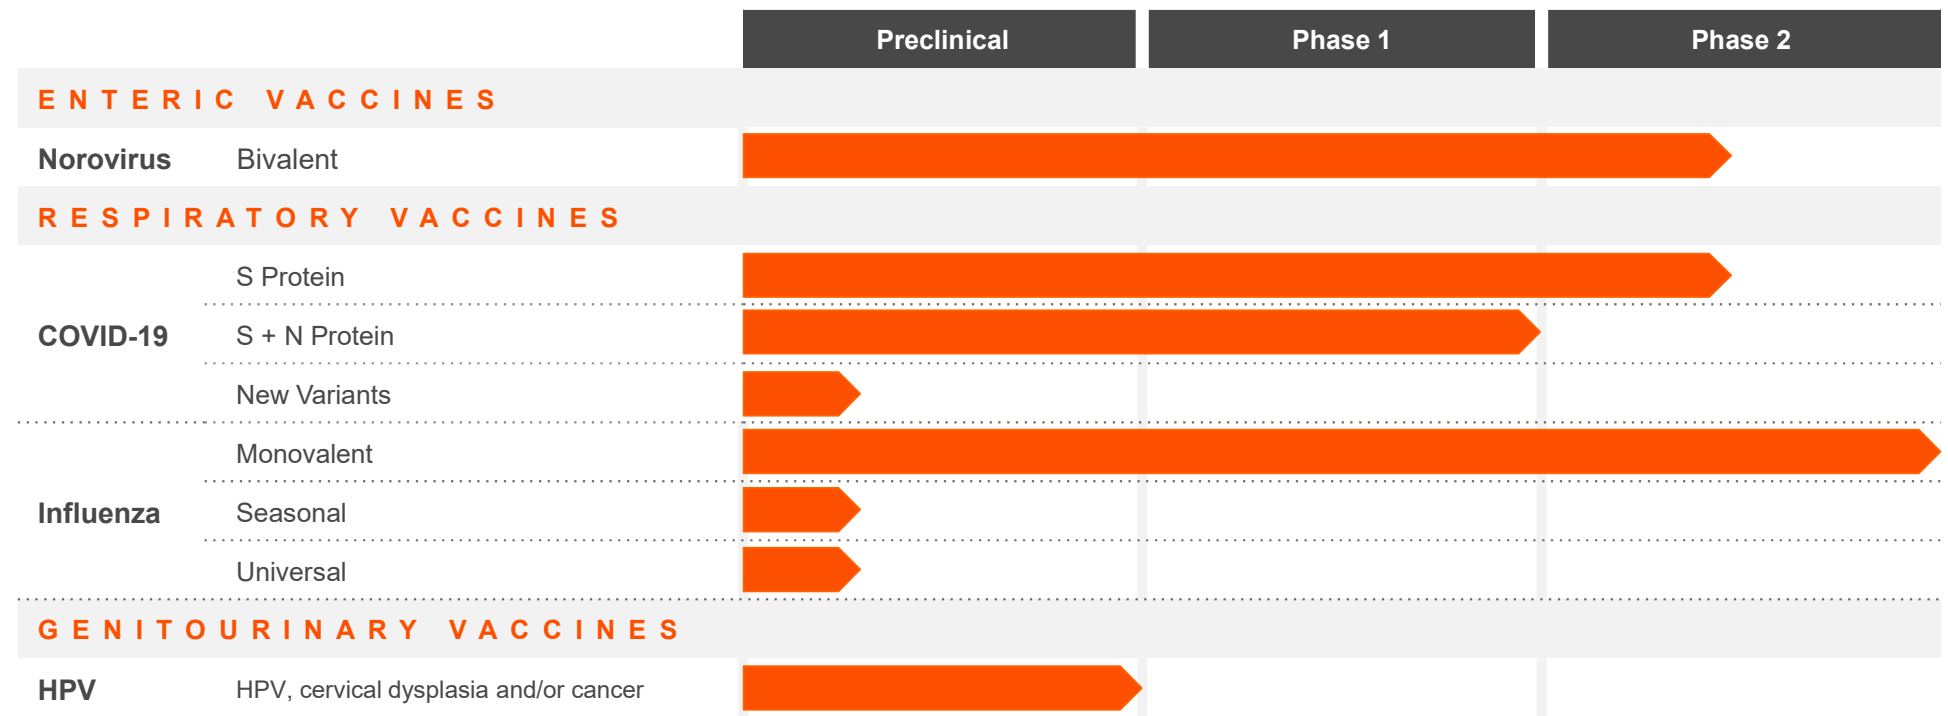 Preclinical Phase 1 Phase 2
ENTERIC VACCINES
Norovirus Bivalent
RESPIRATORY VACCINES
S Protein
COVID-19 S + N Protein
New Variants
Monovalent
Influenza Seasonal
Universal
GENITOURINARY VACCINES
HPV HPV, cervical dysplasia and/or cancer